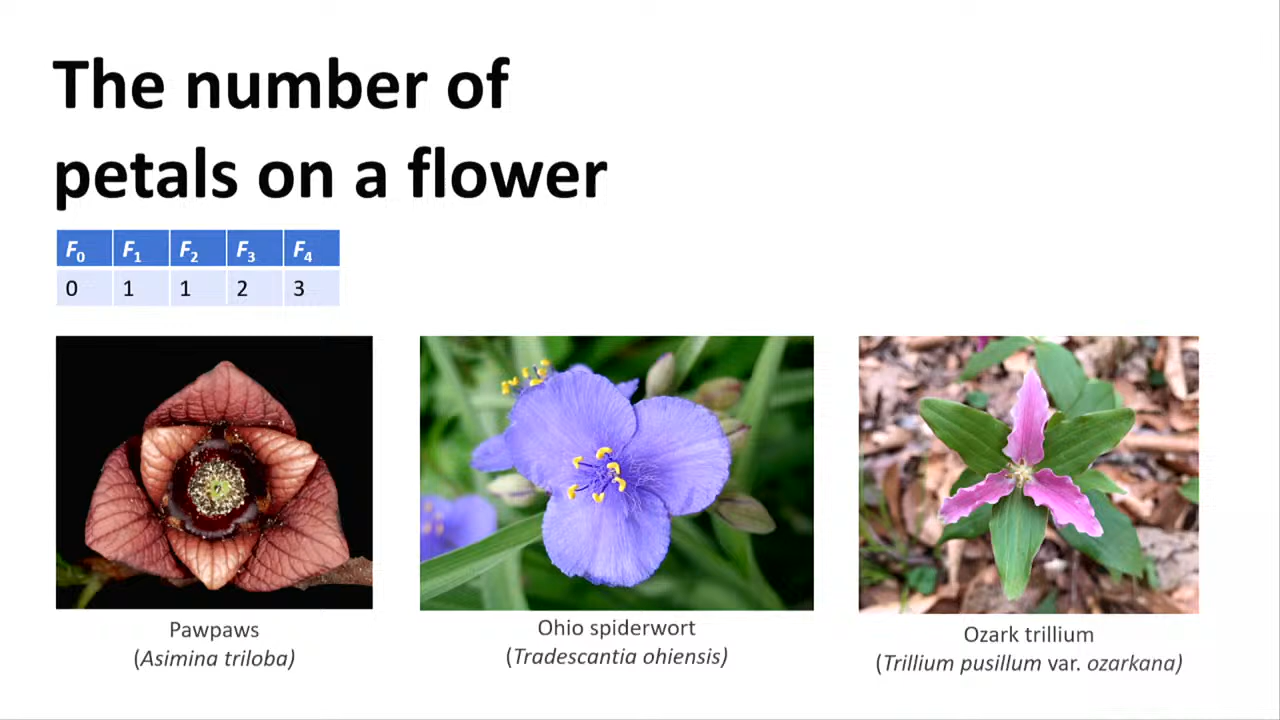 The number of
petals on a flower
F0 F1 F2 F3 F4
0 1 1 2 3
Pawpaws
(Asimina triloba)
Ohio spiderwort
(Tradescantia ohiensis)
Ozark trillium
(Trillium pusillum var. ozarkana)